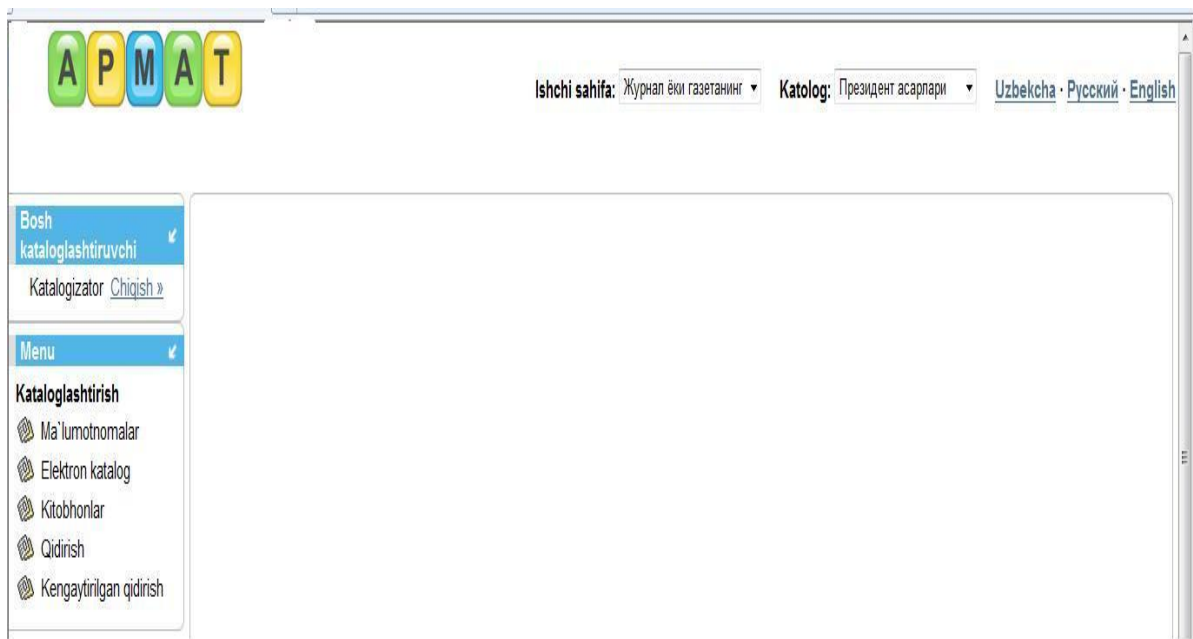 АРМАТ
Ishchi sahifa: Журнал ёки газетанинг Katolog: Президент асарлари Uzbekcha · Русский · English
Bosh
kataloglashtiruvchi
Katalogizator Chiqish »
Menu
Kataloglashtirish
Ma`lumotnomalar
Elektron katalog
Kitobhonlar
Qidirish
Kengaytirilgan qidirish